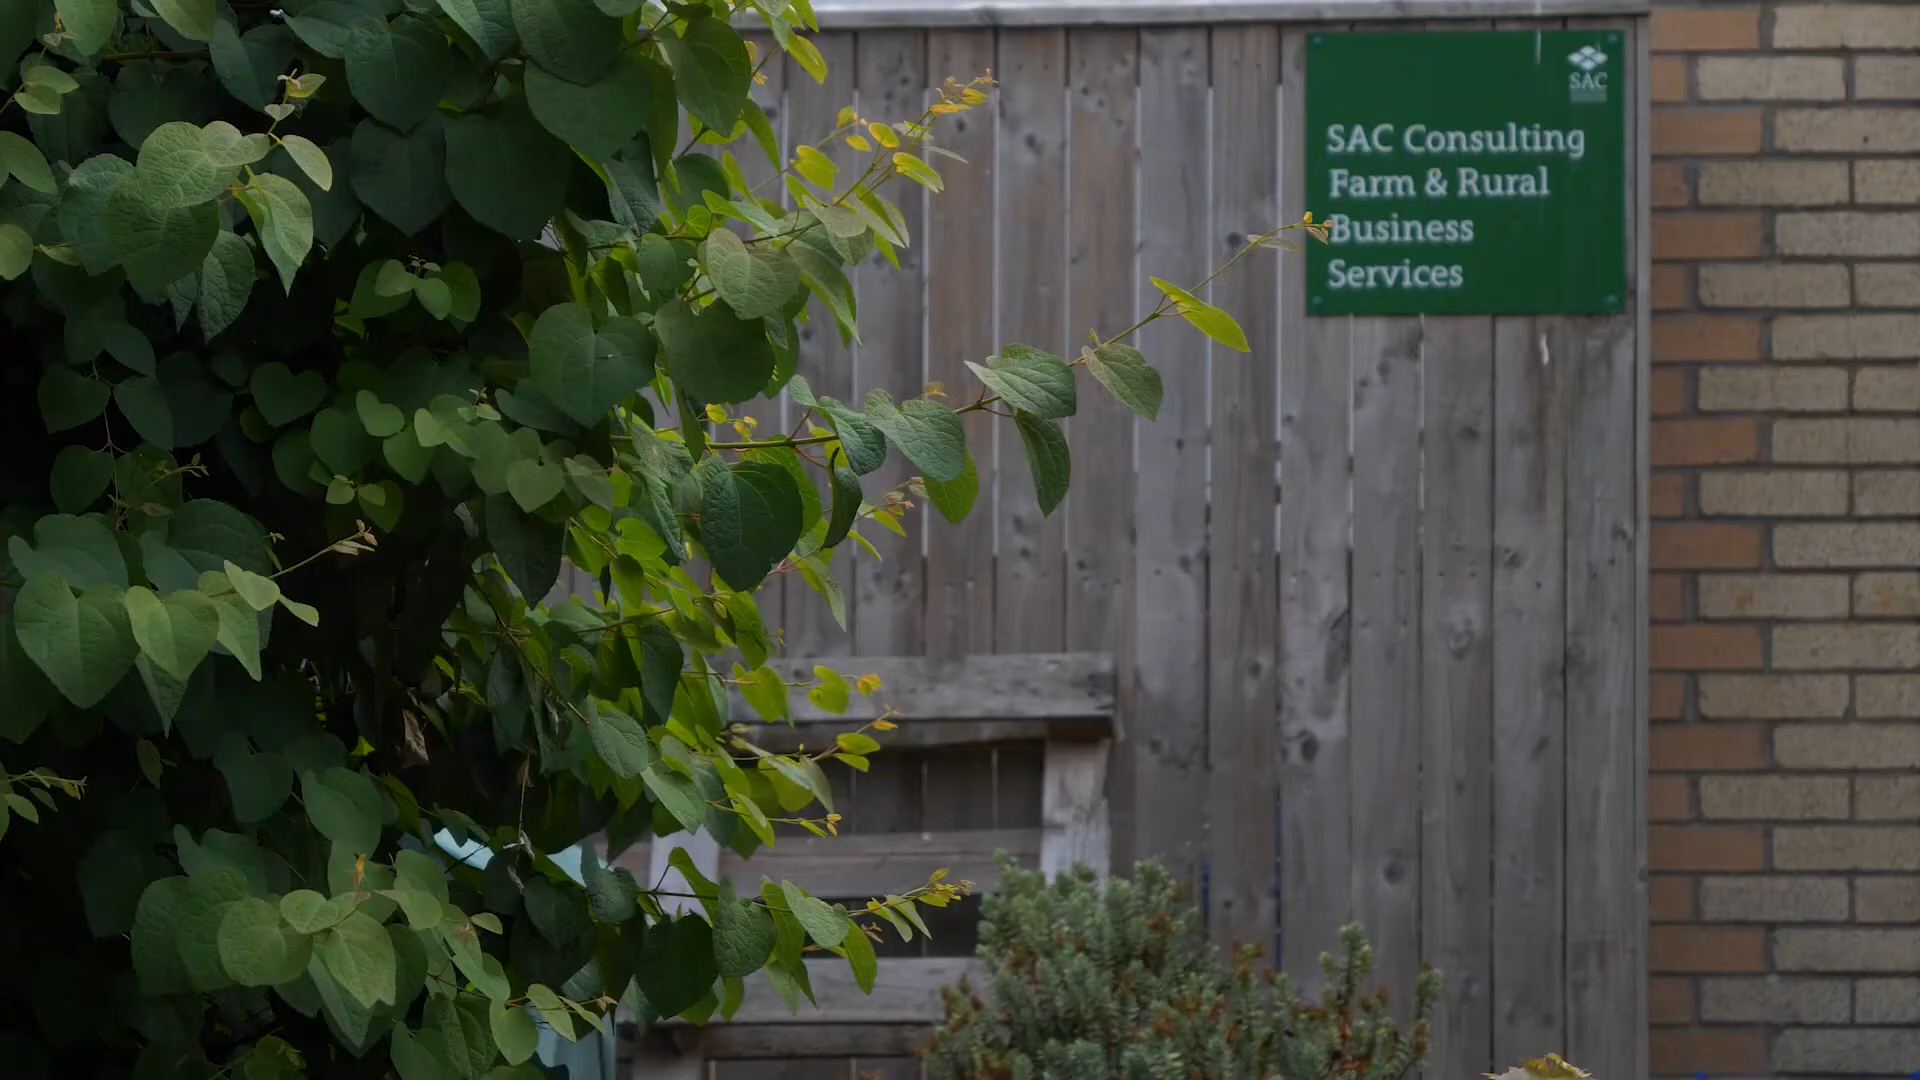 SAC
SAC Consulting
Farm & Rural
Business
Services